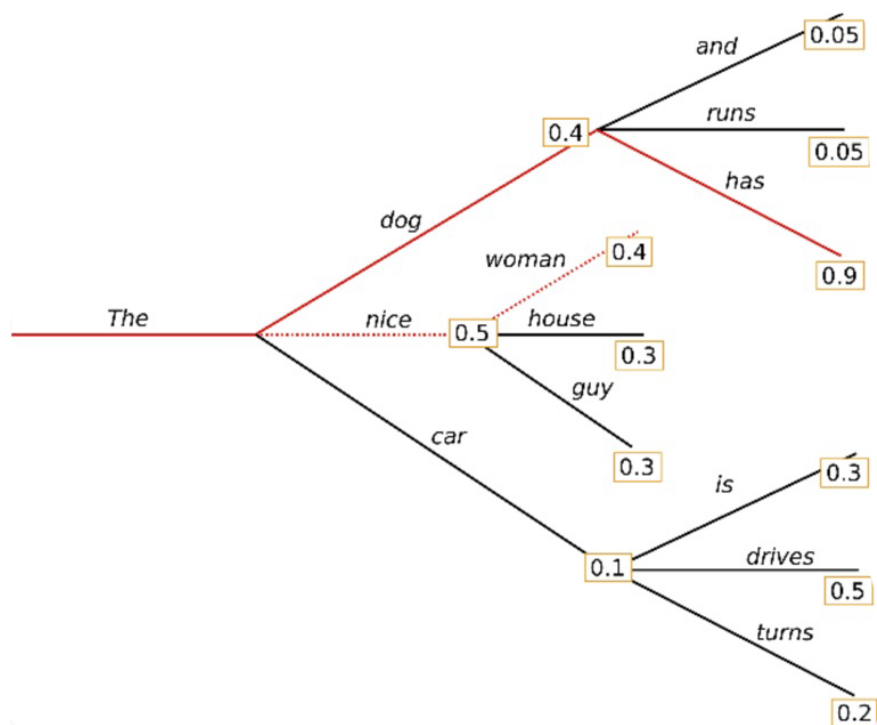 and
0.05
0.4
runs
0.05
has
dog
woman
0.4
0.9
The
nice
0.5
house
0.3
guy
car
0.3
is
0.3
0.1
drives
0.5
turns
0.2